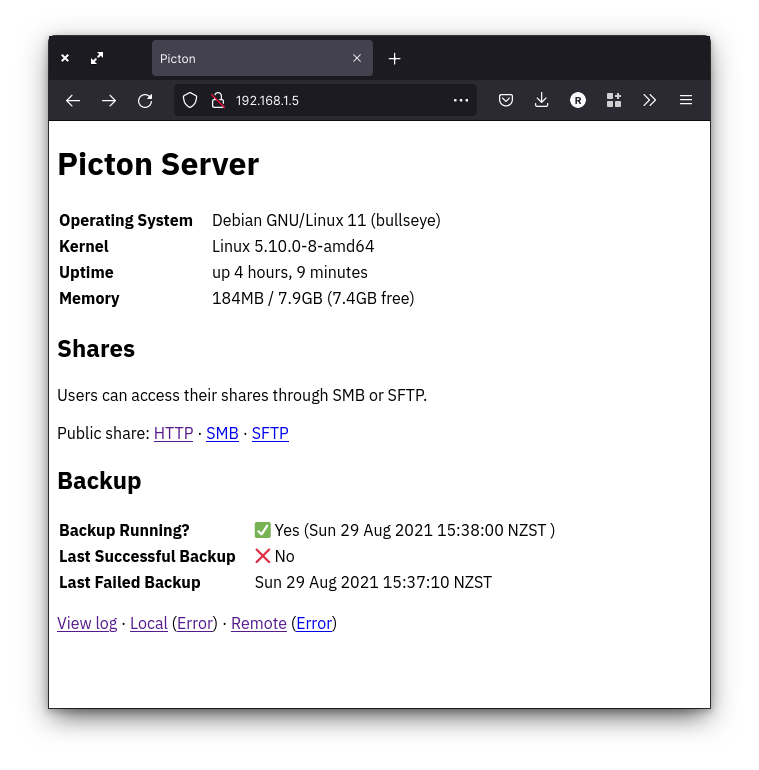 Picton
192.168.1.5
R
Picton Server
Operating System Debian GNU/Linux 11 (bullseye)
Kernel Linux 5.10.0-8-amd64
Uptime up 4 hours, 9 minutes
Memory 184MB / 7.9GB (7.4GB free)
Shares
Users can access their shares through SMB or SFTP.
Public share: HTTP · SMB · SFTP
Backup
Backup Running? ✅ Yes (Sun 29 Aug 2021 15:38:00 NZST )
Last Successful Backup ❌ No
Last Failed Backup Sun 29 Aug 2021 15:37:10 NZST
View log · Local (Error) · Remote (Error)